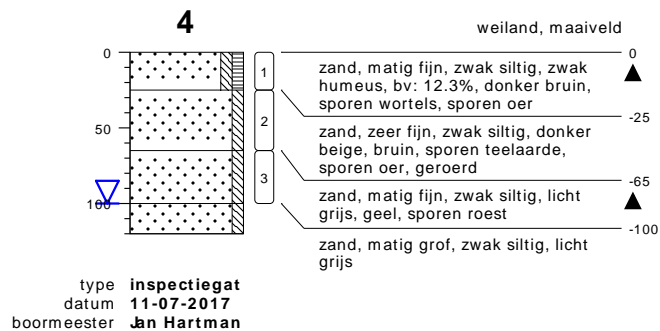 4
weiland, maaiveld
0
0
1
zand, matig fijn, zwak siltig, zwak
humeus, bv: 12.3%, donker bruin,
sporen wortels, sporen oer
-25
50
2
zand, zeer fijn, zwak siltig, donker
beige, bruin, sporen teelaarde,
sporen oer, geroerd
-65
3
zand, matig fijn, zwak siltig, licht
grijs, geel, sporen roest
100
-100
zand, matig grof, zwak siltig, licht
grijs
type inspectiegat
datum 11-07-2017
boormeester Jan Hartman